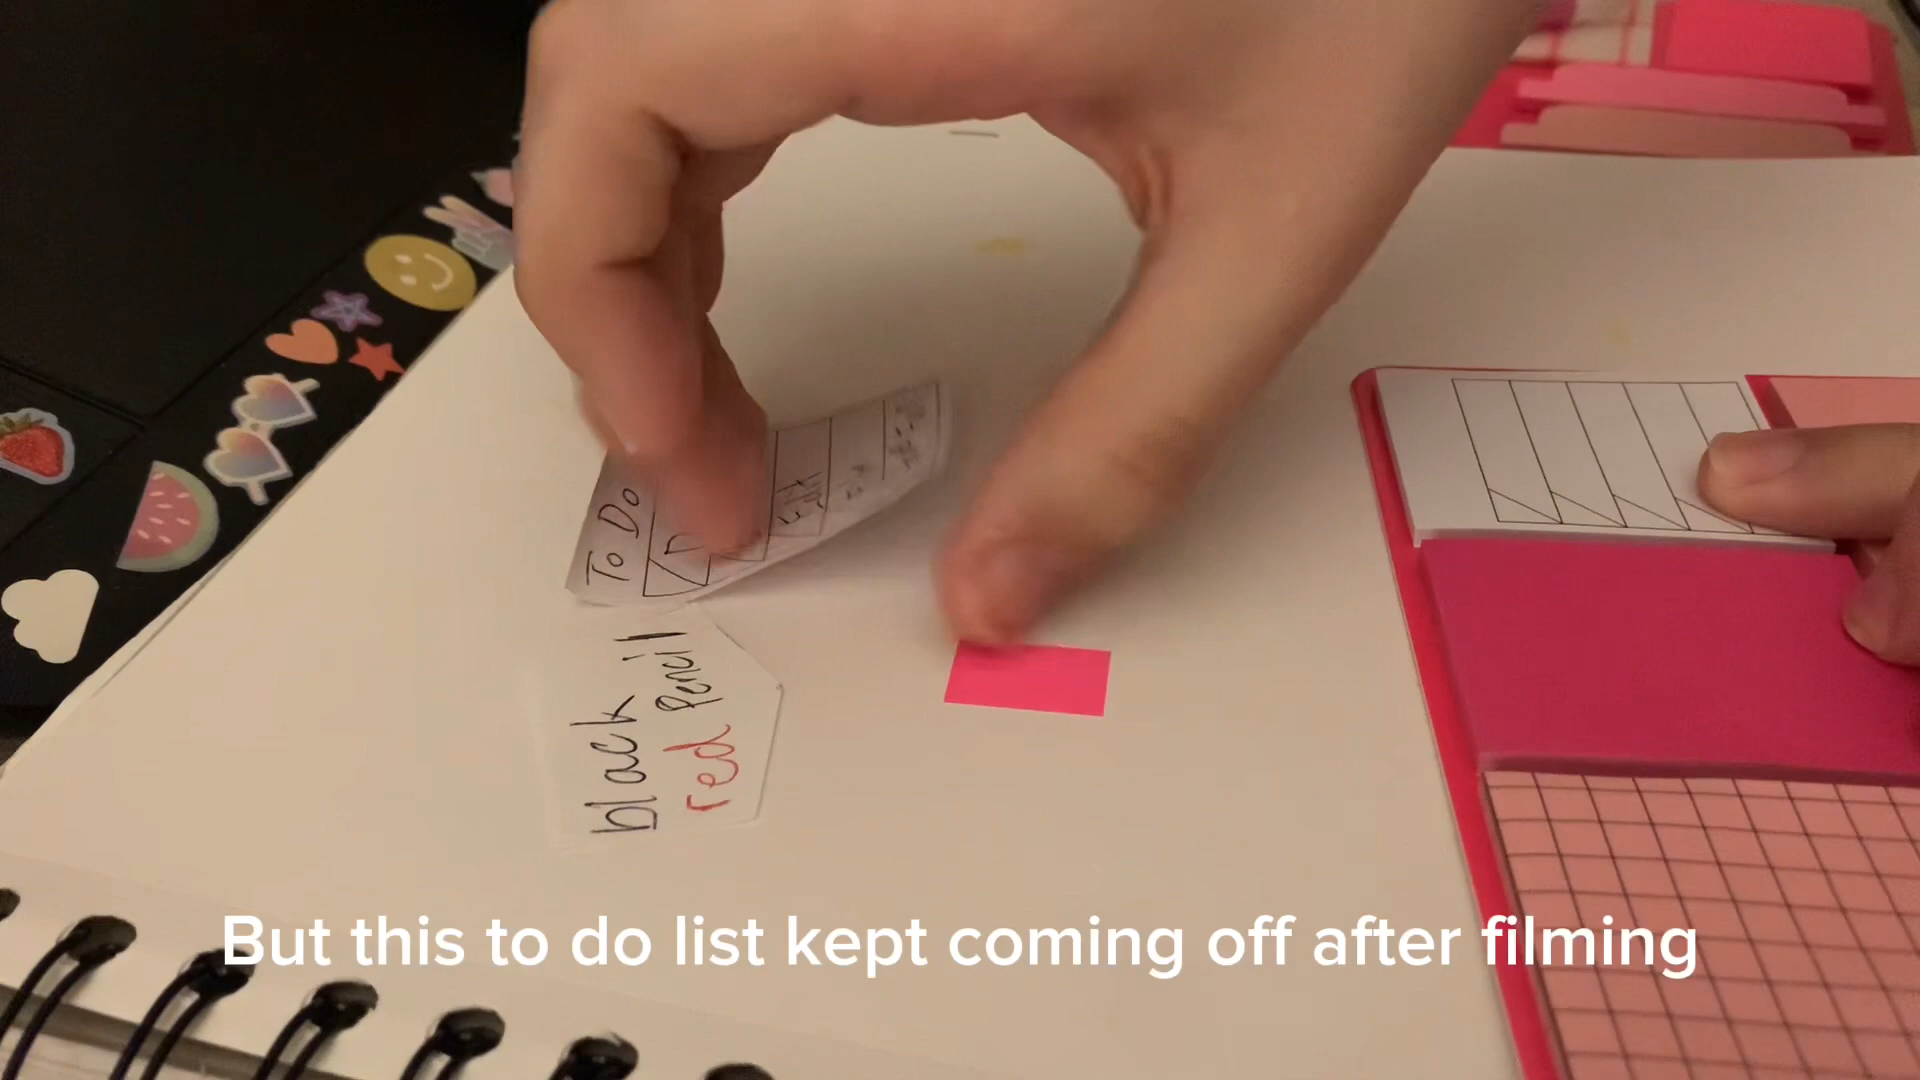 To Do
black
red Pencil
But this to do list kept coming off after filming